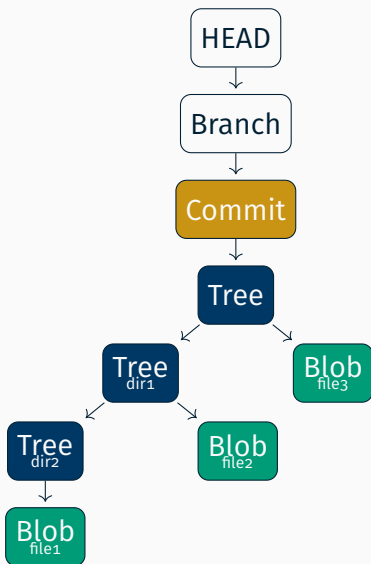 HEAD
Branch
Commit
Tree
Tree
dir1
Blob
file3
Tree
dir2
Blob
file2
Blob
file1